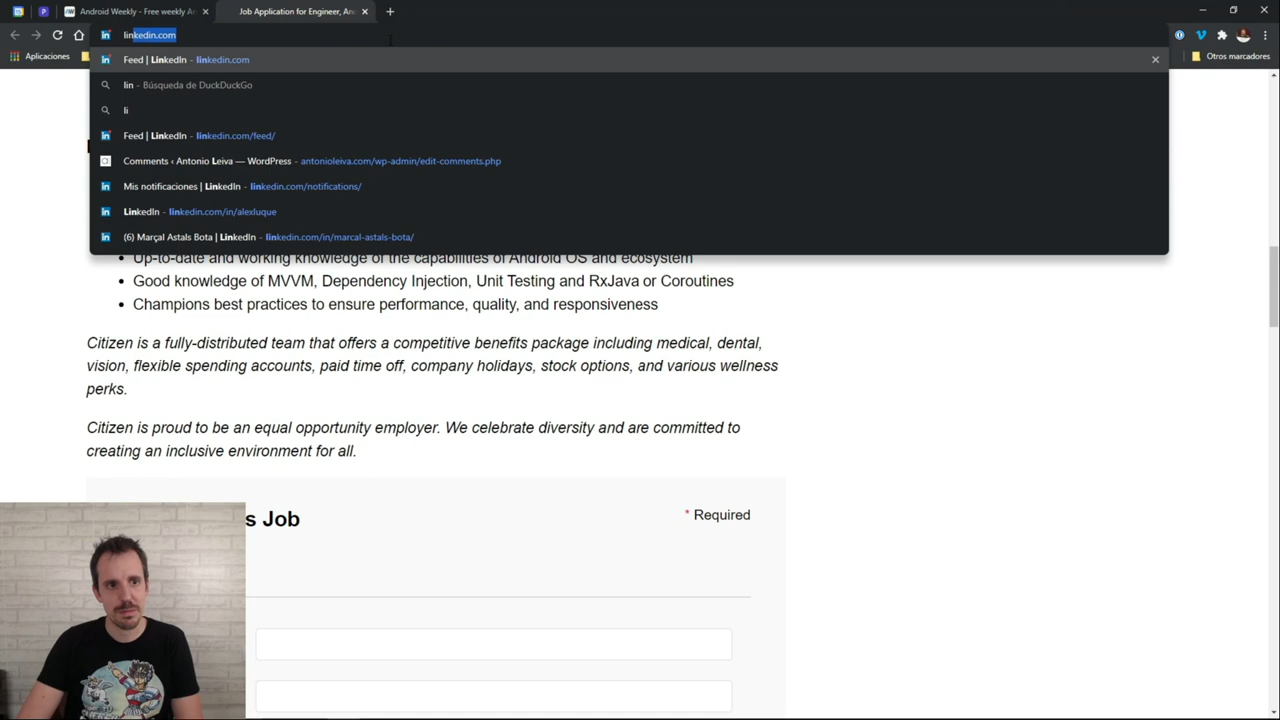 Android Weekly - Free weekly A
Job Application for Engineer, An
linkedin.com
Aplicaciones
Otros marcadores
Feed | LinkedIn - linkedin.com
lin - Búsqueda de DuckDuckGo
li
Feed | LinkedIn - linkedin.com/feed/
Comments ‹ Antonio Leiva — WordPress - antonioleiva.com/wp-admin/edit-comments.php
Mis notificaciones | LinkedIn - linkedin.com/notifications/
LinkedIn - linkedin.com/in/alexluque
(6) Marçal Astals Bota | LinkedIn - linkedin.com/in/marcal-astals-bota/
Up-to-date and working knowledge of the capabilities of Android OS and ecosystem
• Good knowledge of MVVM, Dependency Injection, Unit Testing and RxJava or Coroutines
• Champions best practices to ensure performance, quality, and responsiveness
Citizen is a fully-distributed team that offers a competitive benefits package including medical, dental,
vision, flexible spending accounts, paid time off, company holidays, stock options, and various wellness
perks.
Citizen is proud to be an equal opportunity employer. We celebrate diversity and are committed to
creating an inclusive environment for all.
s Job
* Required